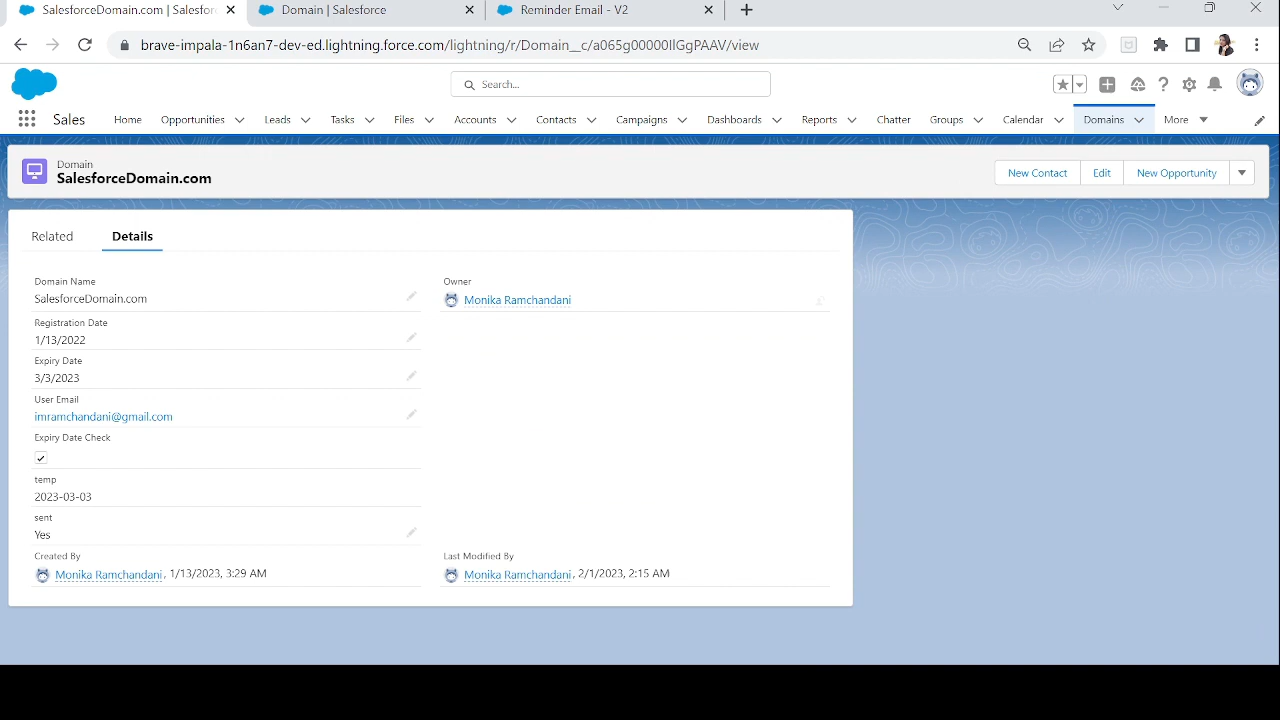 SalesforceDomain.com | Salesfor
Domain | Salesforce
Reminder Email - V2
brave-impala-1n6an7-dev-ed.lightning.force.com/lightning/r/Domain__c/a065g00000IlGgPAAV/view
Search...
Sales
Home
Opportunities
Leads
Tasks
Files
Accounts
Contacts
Campaigns
Dashboards
Reports
Chatter
Groups
Calendar
Domains
More
Domain
SalesforceDomain.com
New Contact
Edit
New Opportunity
Related
Details
Domain Name
SalesforceDomain.com
Owner
Monika Ramchandani
Registration Date
1/13/2022
Expiry Date
3/3/2023
User Email
imramchandani@gmail.com
Expiry Date Check
temp
2023-03-03
sent
Yes
Created By
Monika Ramchandani, 1/13/2023, 3:29 AM
Last Modified By
Monika Ramchandani, 2/1/2023, 2:15 AM